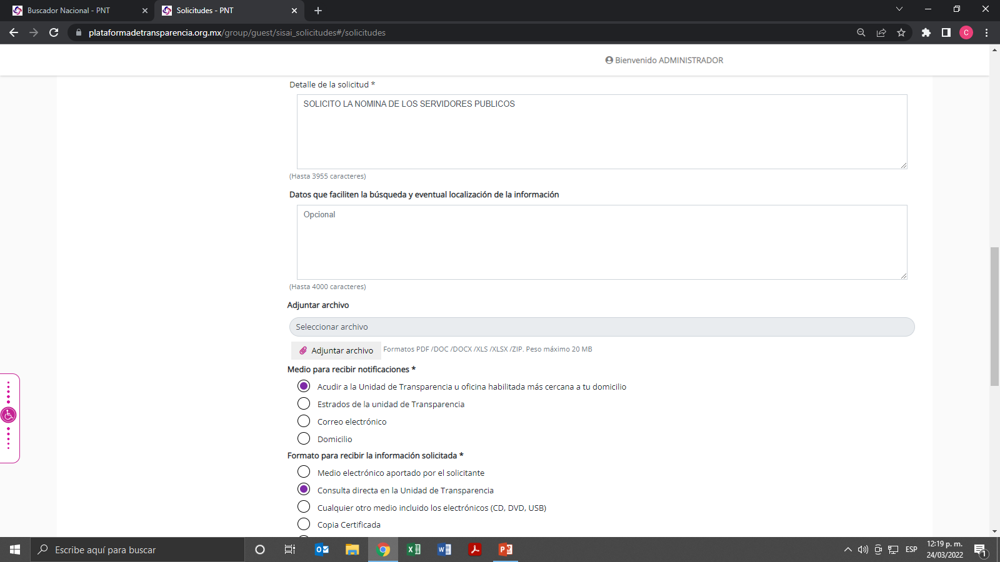 Buscador Nacional - PNT
Solicitudes - PNT
plataformadetransparencia.org.mx/group/guest/sisai_solicitudes#/solicitudes
C
Bienvenido ADMINISTRADOR
Detalle de la solicitud *
SOLICITO LA NOMINA DE LOS SERVIDORES PUBLICOS
(Hasta 3955 caracteres)
Datos que faciliten la búsqueda y eventual localización de la información
Opcional
(Hasta 4000 caracteres)
Adjuntar archivo
Seleccionar archivo
Adjuntar archivo
Formatos PDF /DOC /DOCX /XLS /XLSX /ZIP. Peso máximo 20 MB
Medio para recibir notificaciones *
Acudir a la Unidad de Transparencia u oficina habilitada más cercana a tu domicilio
Estrados de la unidad de Transparencia
Correo electrónico
Domicilio
Formato para recibir la información solicitada *
Medio electrónico aportado por el solicitante
Consulta directa en la Unidad de Transparencia
Cualquier otro medio incluido los electrónicos (CD, DVD, USB)
Copia Certificada
Escribe aquí para buscar
ESP
12:19 p. m.
24/03/2022
1